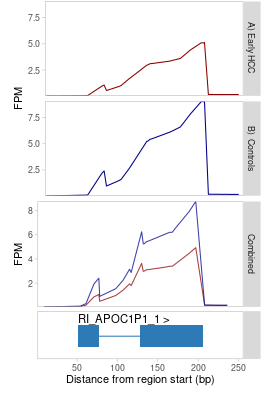 7.5
5.0
2.5
A) Early HCC
FPM
7.5
5.0
2.5
B) Controls
8
6
4
2
FPM
Combined
RI_APOC1P1_1 >
0 50 100 150 200 250
Distance from region start (bp)